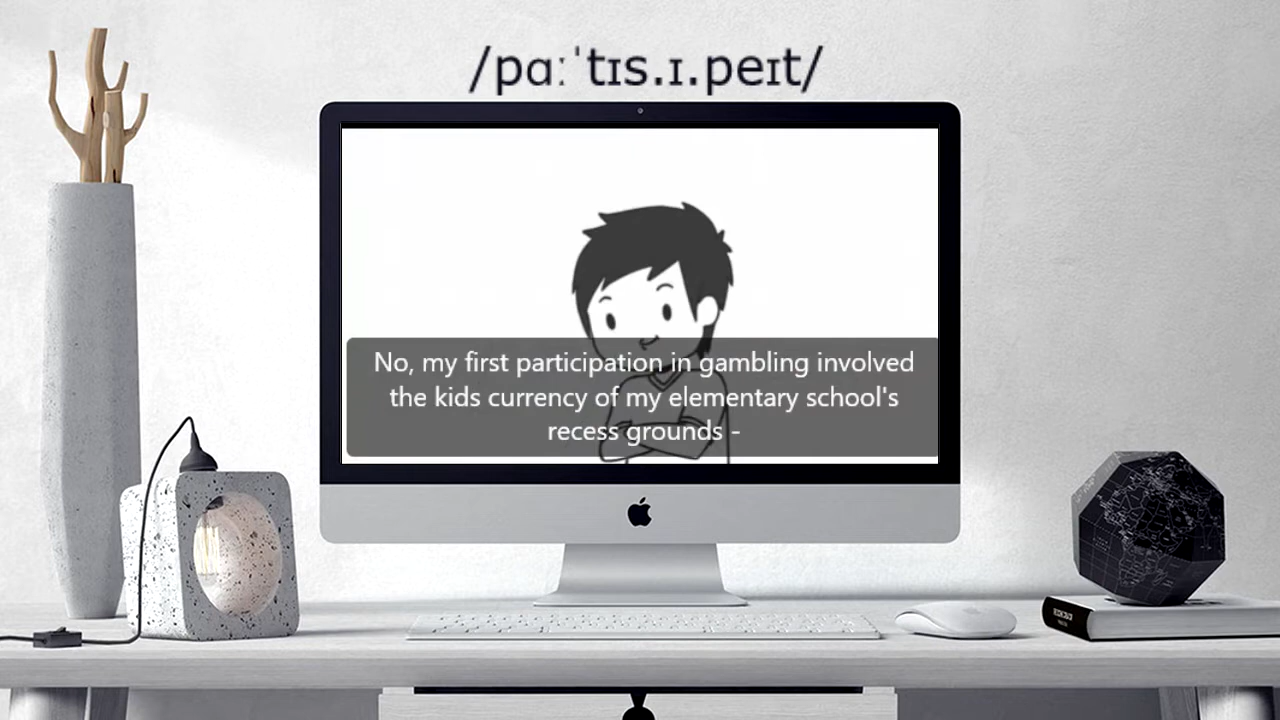 /pɑːˈtɪs.ɪ.peɪt/
No, my first participation in gambling involved
the kids currency of my elementary school's
recess grounds -